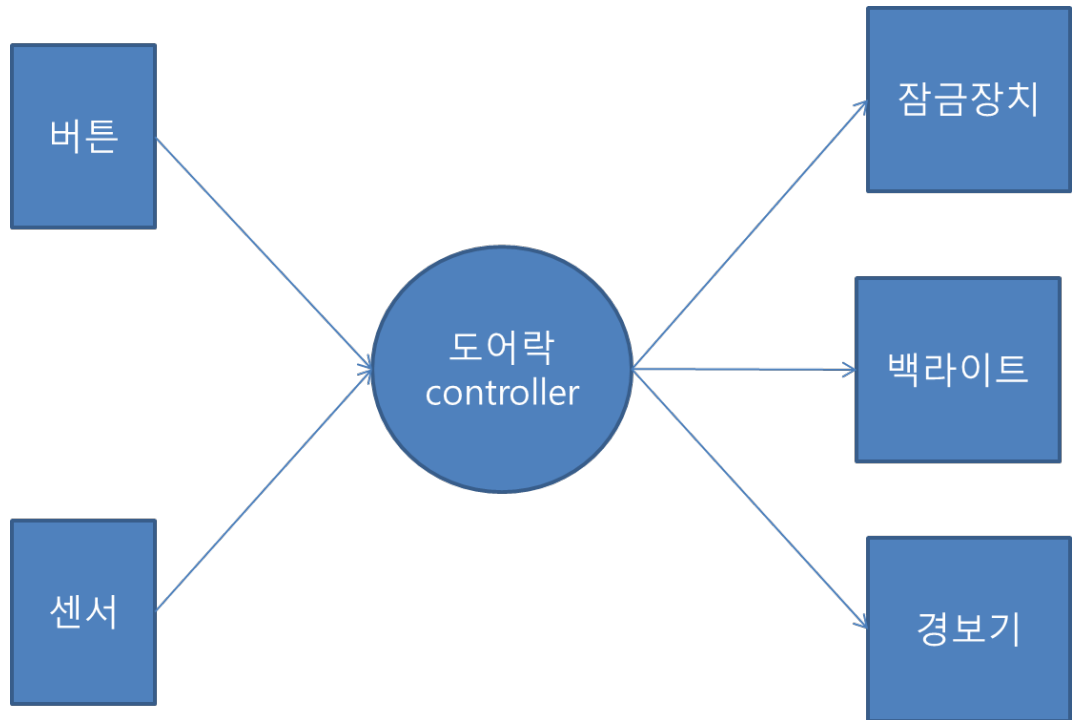 버튼
센서
도어락
controller
잠금장치
백라이트
경보기